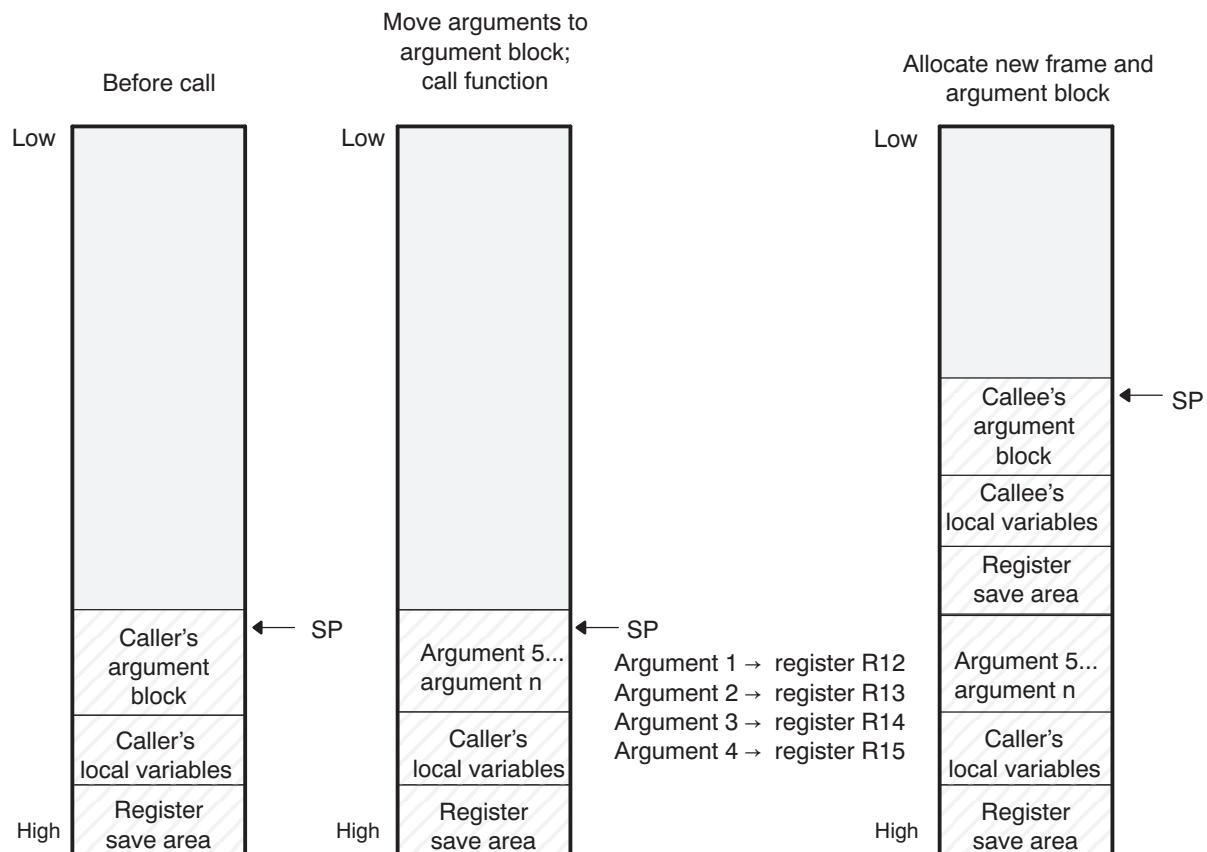 Before call
Low
Caller's
argument
block
SP
Caller's
local variables
Register
save area
High
Move arguments to
argument block;
call function
Low
Argument 5...
argument n
SP
Argument 1 → register R12
Argument 2 → register R13
Argument 3 → register R14
Argument 4 → register R15
Caller's
local variables
Register
save area
High
Allocate new frame and
argument block
Low
Callee's
argument
block
SP
Callee's
local variables
Register
save area
Argument 5...
argument n
Caller's
local variables
Register
save area
High